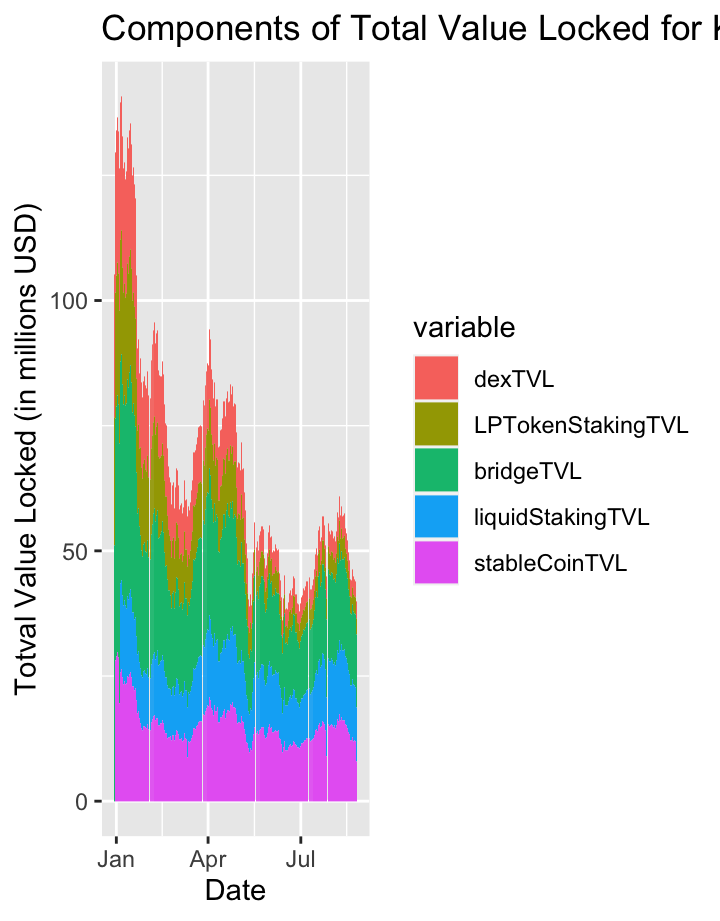 Components of Total Value Locked for
Totval Value Locked (in millions USD)
100
50
0
Jan Apr Jul
Date
variable
dexTVL
LPTokenStakingTVL
bridgeTVL
liquidStakingTVL
stableCoinTVL